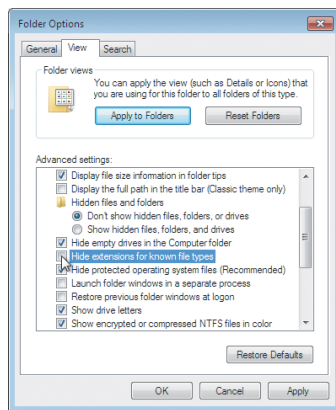 Folder Options
General View Search
Folder views
You can apply the view (such as Details or Icons) that
you are using for this folder to all folders of this type.
Apply to Folders Reset Folders
Advanced settings:
Display file size information in folder tips
Display the full path in the title bar (Classic theme only)
Hidden files and folders
Don't show hidden files, folders, or drives
Show hidden files, folders, and drives
Hide empty drives in the Computer folder
Hide extensions for known file types
Hide protected operating system files (Recommended)
Launch folder windows in a separate process
Restore previous folder windows at logon
Show drive letters
Show encrypted or compressed NTFS files in color
Restore Defaults
OK Cancel Apply